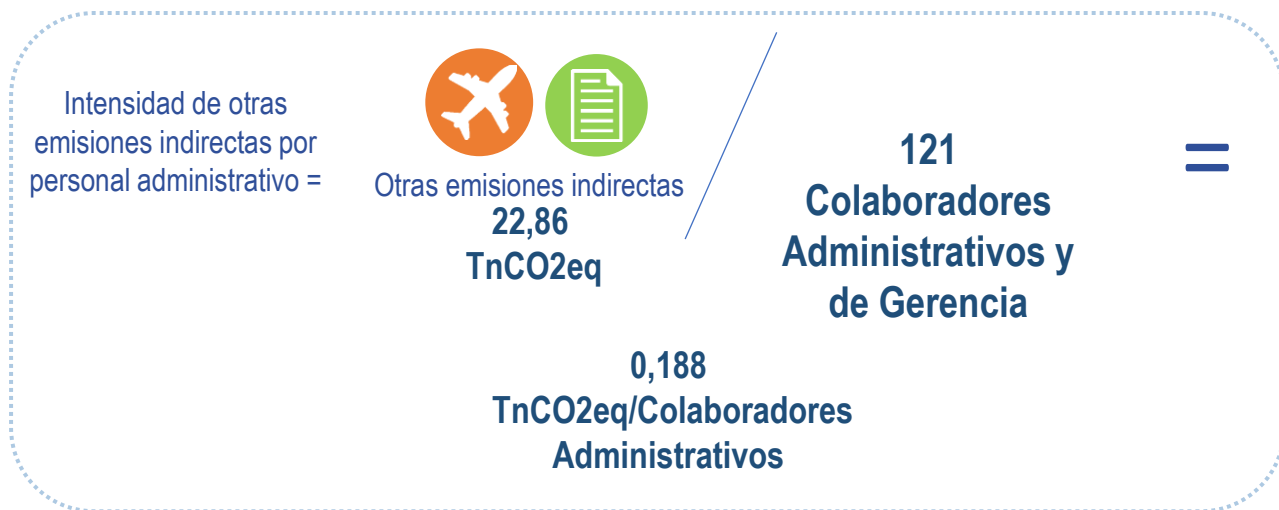 Intensidad de otras
emisiones indirectas por
personal administrativo =
Otras emisiones indirectas
22,86
TnCO2eq
121
Colaboradores
Administrativos y
de Gerencia
=
0,188
TnCO2eq/Colaboradores
Administrativos